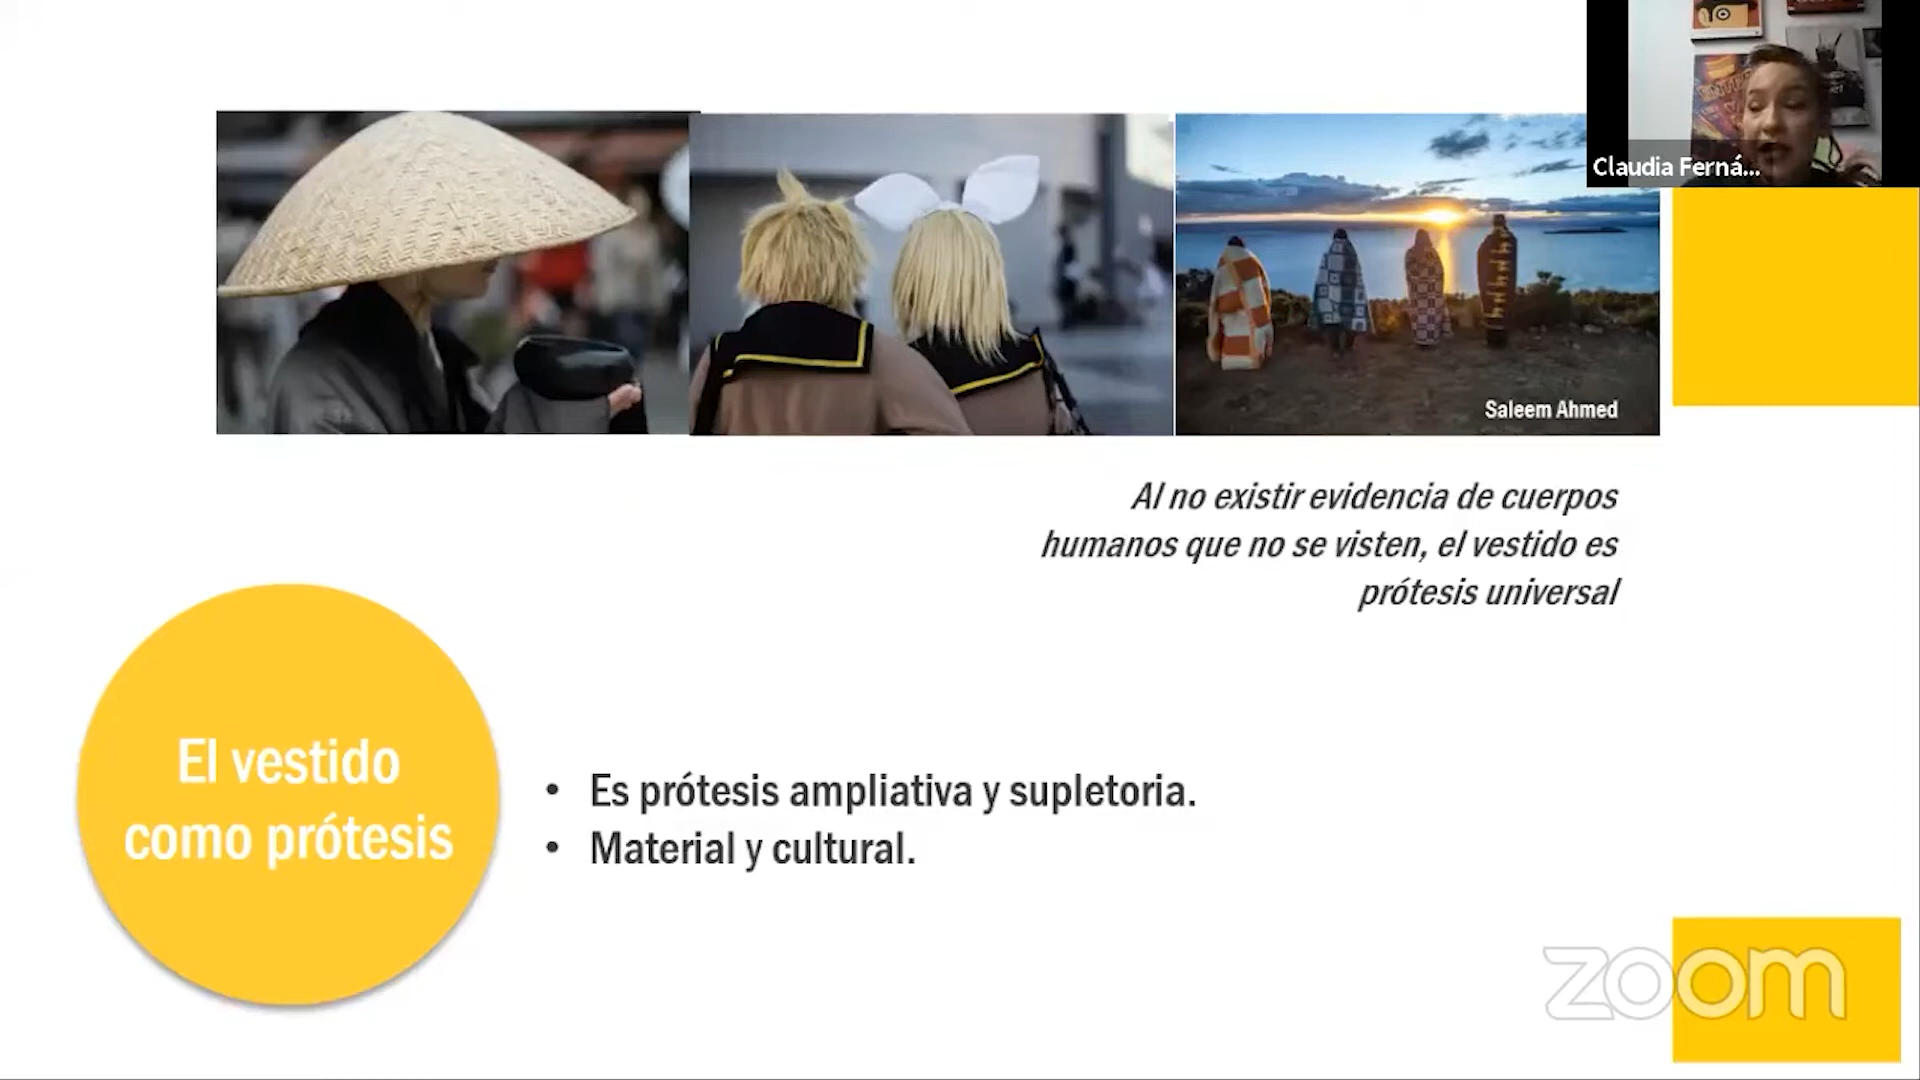 Claudia Ferná...
Saleem Ahmed
Al no existir evidencia de cuerpos
humanos que no se visten, el vestido es
prótesis universal
El vestido
como prótesis
• Es prótesis ampliativa y supletoria.
• Material y cultural.
zoom